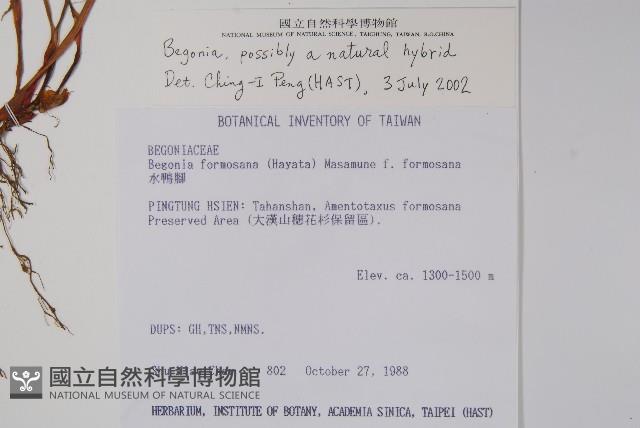 國立自然科學博物館
NATIONAL MUSEUM OF NATURAL SCIENCE, TAICHUNG, TAIWAN, R.O.CHINA
Begonia, possibly a natural hybrid
Det. Ching-I Peng (HAST), 3 July 2002
BOTANICAL INVENTORY OF TAIWAN
BEGONIACEAE
Begonia formosana (Hayata) Masamune f. formosana
水鴨腳
PINGTUNG HSIEN: Tahanshan, Amentotaxus formosana
Preserved Area (大漢山穗花杉保留區).
Elev. ca. 1300-1500 m
DUPS: GH,TNS,NMNS.
802 October 27, 1988
國立自然科學博物館
NATIONAL MUSEUM OF NATURAL SCIENCE
HERBARIUM, INSTITUTE OF BOTANY, ACADEMIA SINICA, TAIPEI (HAST)